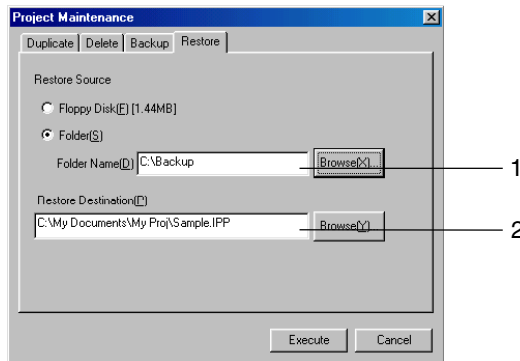 Project Maintenance
Duplicate Delete Backup Restore
Restore Source
Floppy Disk(F) [1.44MB]
Folder(S)
Folder Name(D) C:\Backup Browse(X)... 1
Restore Destination(P)
C:\My Documents\My Proj\Sample.IPP Browse(Y)... 2
Execute Cancel